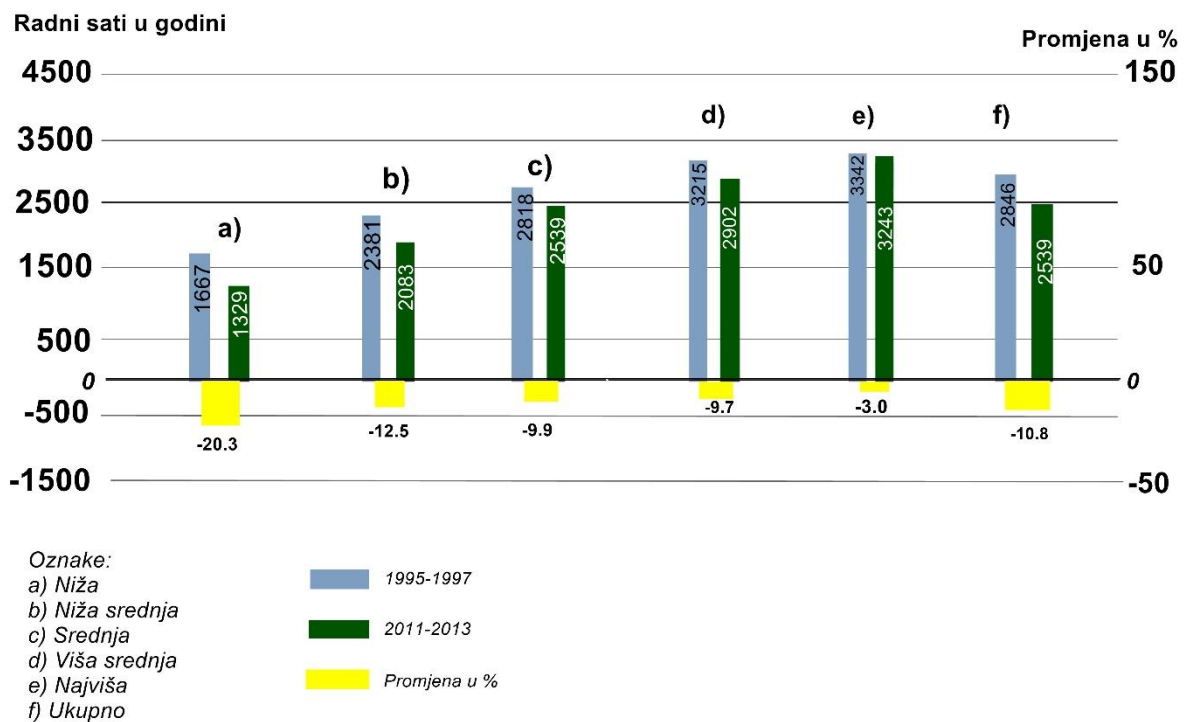 Radni sati u godini
Promjena u %
4500
150
3500
2500
1500
50
500
0
0
-500
-1500
-50
a)
b)
c)
d)
e)
f)
1667
1329
2381
2083
2818
2539
3215
2902
3342
3243
2846
2539
-20.3
-12.5
-9.9
-9.7
-3.0
-10.8
Oznake:
a) Niža
b) Niža srednja
c) Srednja
d) Viša srednja
e) Najviša
f) Ukupno
1995-1997
2011-2013
Promjena u %